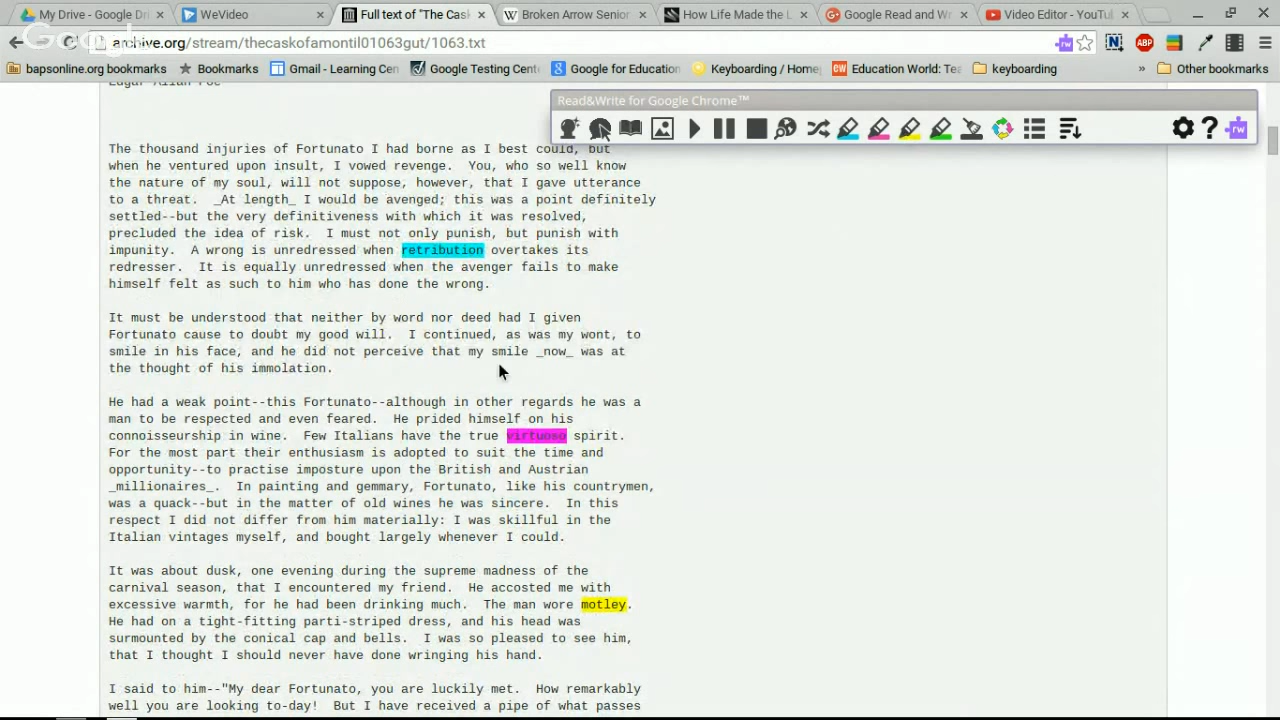 My Drive - Google Dri
WeVideo
Full text of "The Cask
Broken Arrow Senior
How Life Made the L
Google Read and Wr
Video Editor - YouTu
Google
archive.org/stream/thecaskofamontil01063gut/1063.txt
rw
ABP
bapsonline.org bookmarks
Bookmarks
Gmail - Learning Cen
Google Testing Cente
Google for Education
Keyboarding / Home
Education World: Tea
keyboarding
»
Other bookmarks
Edgar Allan Poe
Read&Write for Google Chrome™
The thousand injuries of Fortunato I had borne as I best could, but
when he ventured upon insult, I vowed revenge.  You, who so well know
the nature of my soul, will not suppose, however, that I gave utterance
to a threat.  _At length_ I would be avenged; this was a point definitely
settled--but the very definitiveness with which it was resolved,
precluded the idea of risk.  I must not only punish, but punish with
impunity.  A wrong is unredressed when retribution overtakes its
redresser.  It is equally unredressed when the avenger fails to make
himself felt as such to him who has done the wrong.
It must be understood that neither by word nor deed had I given
Fortunato cause to doubt my good will.  I continued, as was my wont, to
smile in his face, and he did not perceive that my smile _now_ was at
the thought of his immolation.
He had a weak point--this Fortunato--although in other regards he was a
man to be respected and even feared.  He prided himself on his
connoisseurship in wine.  Few Italians have the true virtuoso spirit.
For the most part their enthusiasm is adopted to suit the time and
opportunity--to practise imposture upon the British and Austrian
_millionaires_.  In painting and gemmary, Fortunato, like his countrymen,
was a quack--but in the matter of old wines he was sincere.  In this
respect I did not differ from him materially: I was skillful in the
Italian vintages myself, and bought largely whenever I could.
It was about dusk, one evening during the supreme madness of the
carnival season, that I encountered my friend.  He accosted me with
excessive warmth, for he had been drinking much.  The man wore motley.
He had on a tight-fitting parti-striped dress, and his head was
surmounted by the conical cap and bells.  I was so pleased to see him,
that I thought I should never have done wringing his hand.
I said to him--"My dear Fortunato, you are luckily met.  How remarkably
well you are looking to-day!  But I have received a pipe of what passes